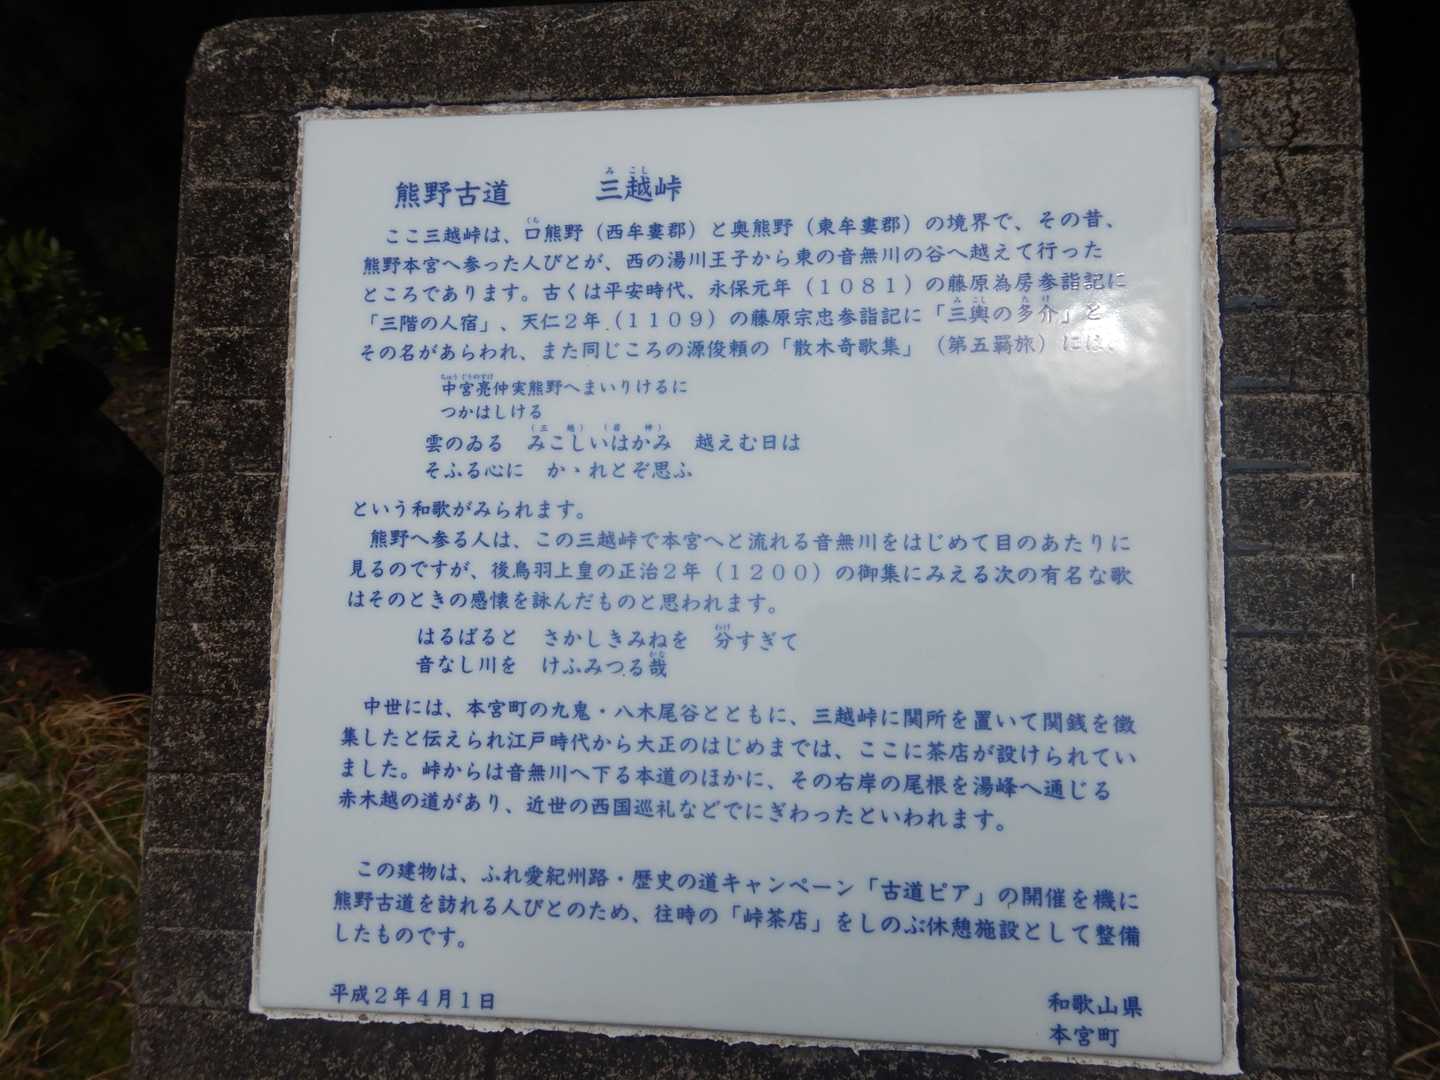 熊野古道　　三越峠
ここ三越峠は、口熊野（西牟婁郡）と奥熊野（東牟婁郡）の境界で、その昔、
熊野本宮へ参った人びとが、西の湯川王子から東の音無川の谷へ越えて行った
ところであります。古くは平安時代、永保元年（１０８１）の藤原為房参詣記に
「三階の人宿」、天仁２年（１１０９）の藤原宗忠参詣記に「三輿の多介」と
その名があらわれ、また同じころの源俊頼の「散木奇歌集」（第五羇旅）には、
中宮亮仲実熊野へまいりけるに
つかはしける
雲のゐる　みこしいはかみ　越えむ日は
そふる心に　かゝれとぞ思ふ
という和歌がみられます。
熊野へ参る人は、この三越峠で本宮へと流れる音無川をはじめて目のあたりに
見るのですが、後鳥羽上皇の正治２年（１２００）の御集にみえる次の有名な歌
はそのときの感懐を詠んだものと思われます。
はるばると　さかしきみねを　分すぎて
音なし川を　けふみつる哉
中世には、本宮町の九鬼・八木尾谷とともに、三越峠に関所を置いて関銭を徴
集したと伝えられ江戸時代から大正のはじめまでは、ここに茶店が設けられてい
ました。峠からは音無川へ下る本道のほかに、その右岸の尾根を湯峰へ通じる
赤木越の道があり、近世の西国巡礼などでにぎわったといわれます。
この建物は、ふれ愛紀州路・歴史の道キャンペーン「古道ピア」の開催を機に
熊野古道を訪れる人びとのため、往時の「峠茶店」をしのぶ休憩施設として整備
したものです。
平成２年４月１日
和歌山県
本宮町